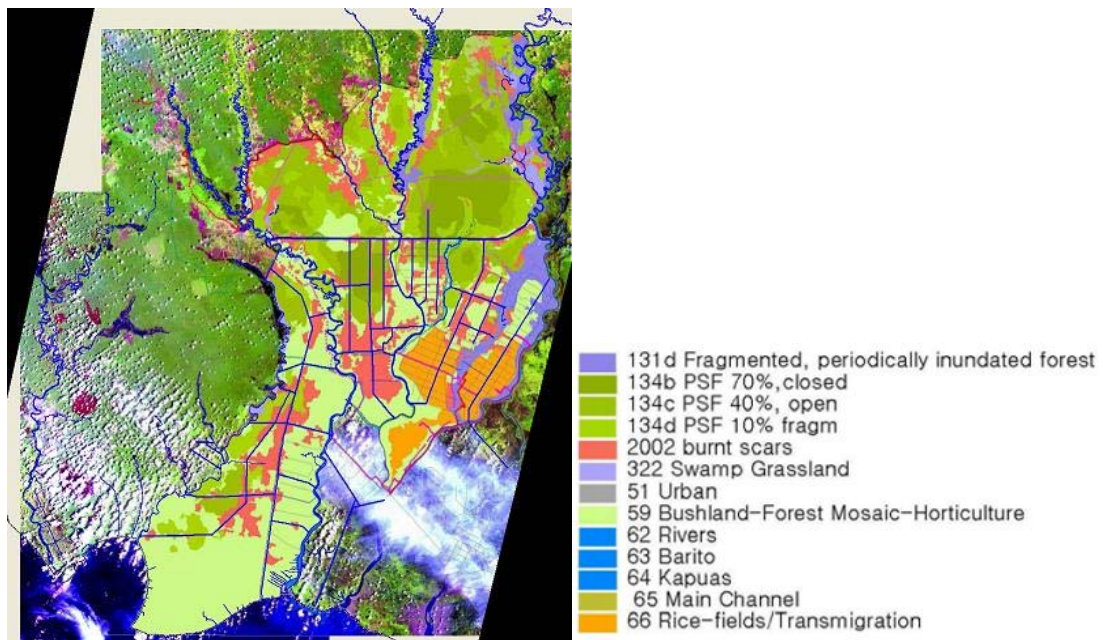 131d Fragmented, periodically inundated forest
134b PSF 70%,closed
134c PSF 40%, open
134d PSF 10% fragm
2002 burnt scars
322 Swamp Grassland
51 Urban
59 Bushland-Forest Mosaic-Horticulture
62 Rivers
63 Barito
64 Kapuas
65 Main Channel
66 Rice-fields/Transmigration